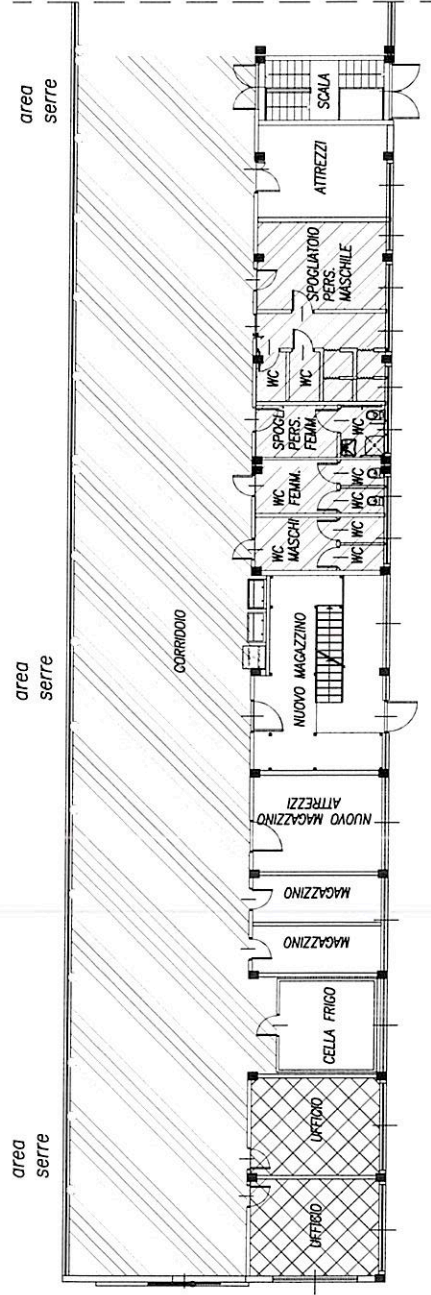 area
serre
area
serre
area
serre
CORRIDOIO
UFFICIO
UFFICIO
CELLA FRIGO
MAGAZZINO
MAGAZZINO
NUOVO MAGAZZINO
ATTREZZI
NUOVO MAGAZZINO
WC
MASCHI
WC
WC
WC
FEMM.
WC
WC
SPOGL.
PERS.
FEMM.
WC
WC
WC
SPOGLIATOIO
PERS.
MASCHILE
ATTREZZI
SCALA